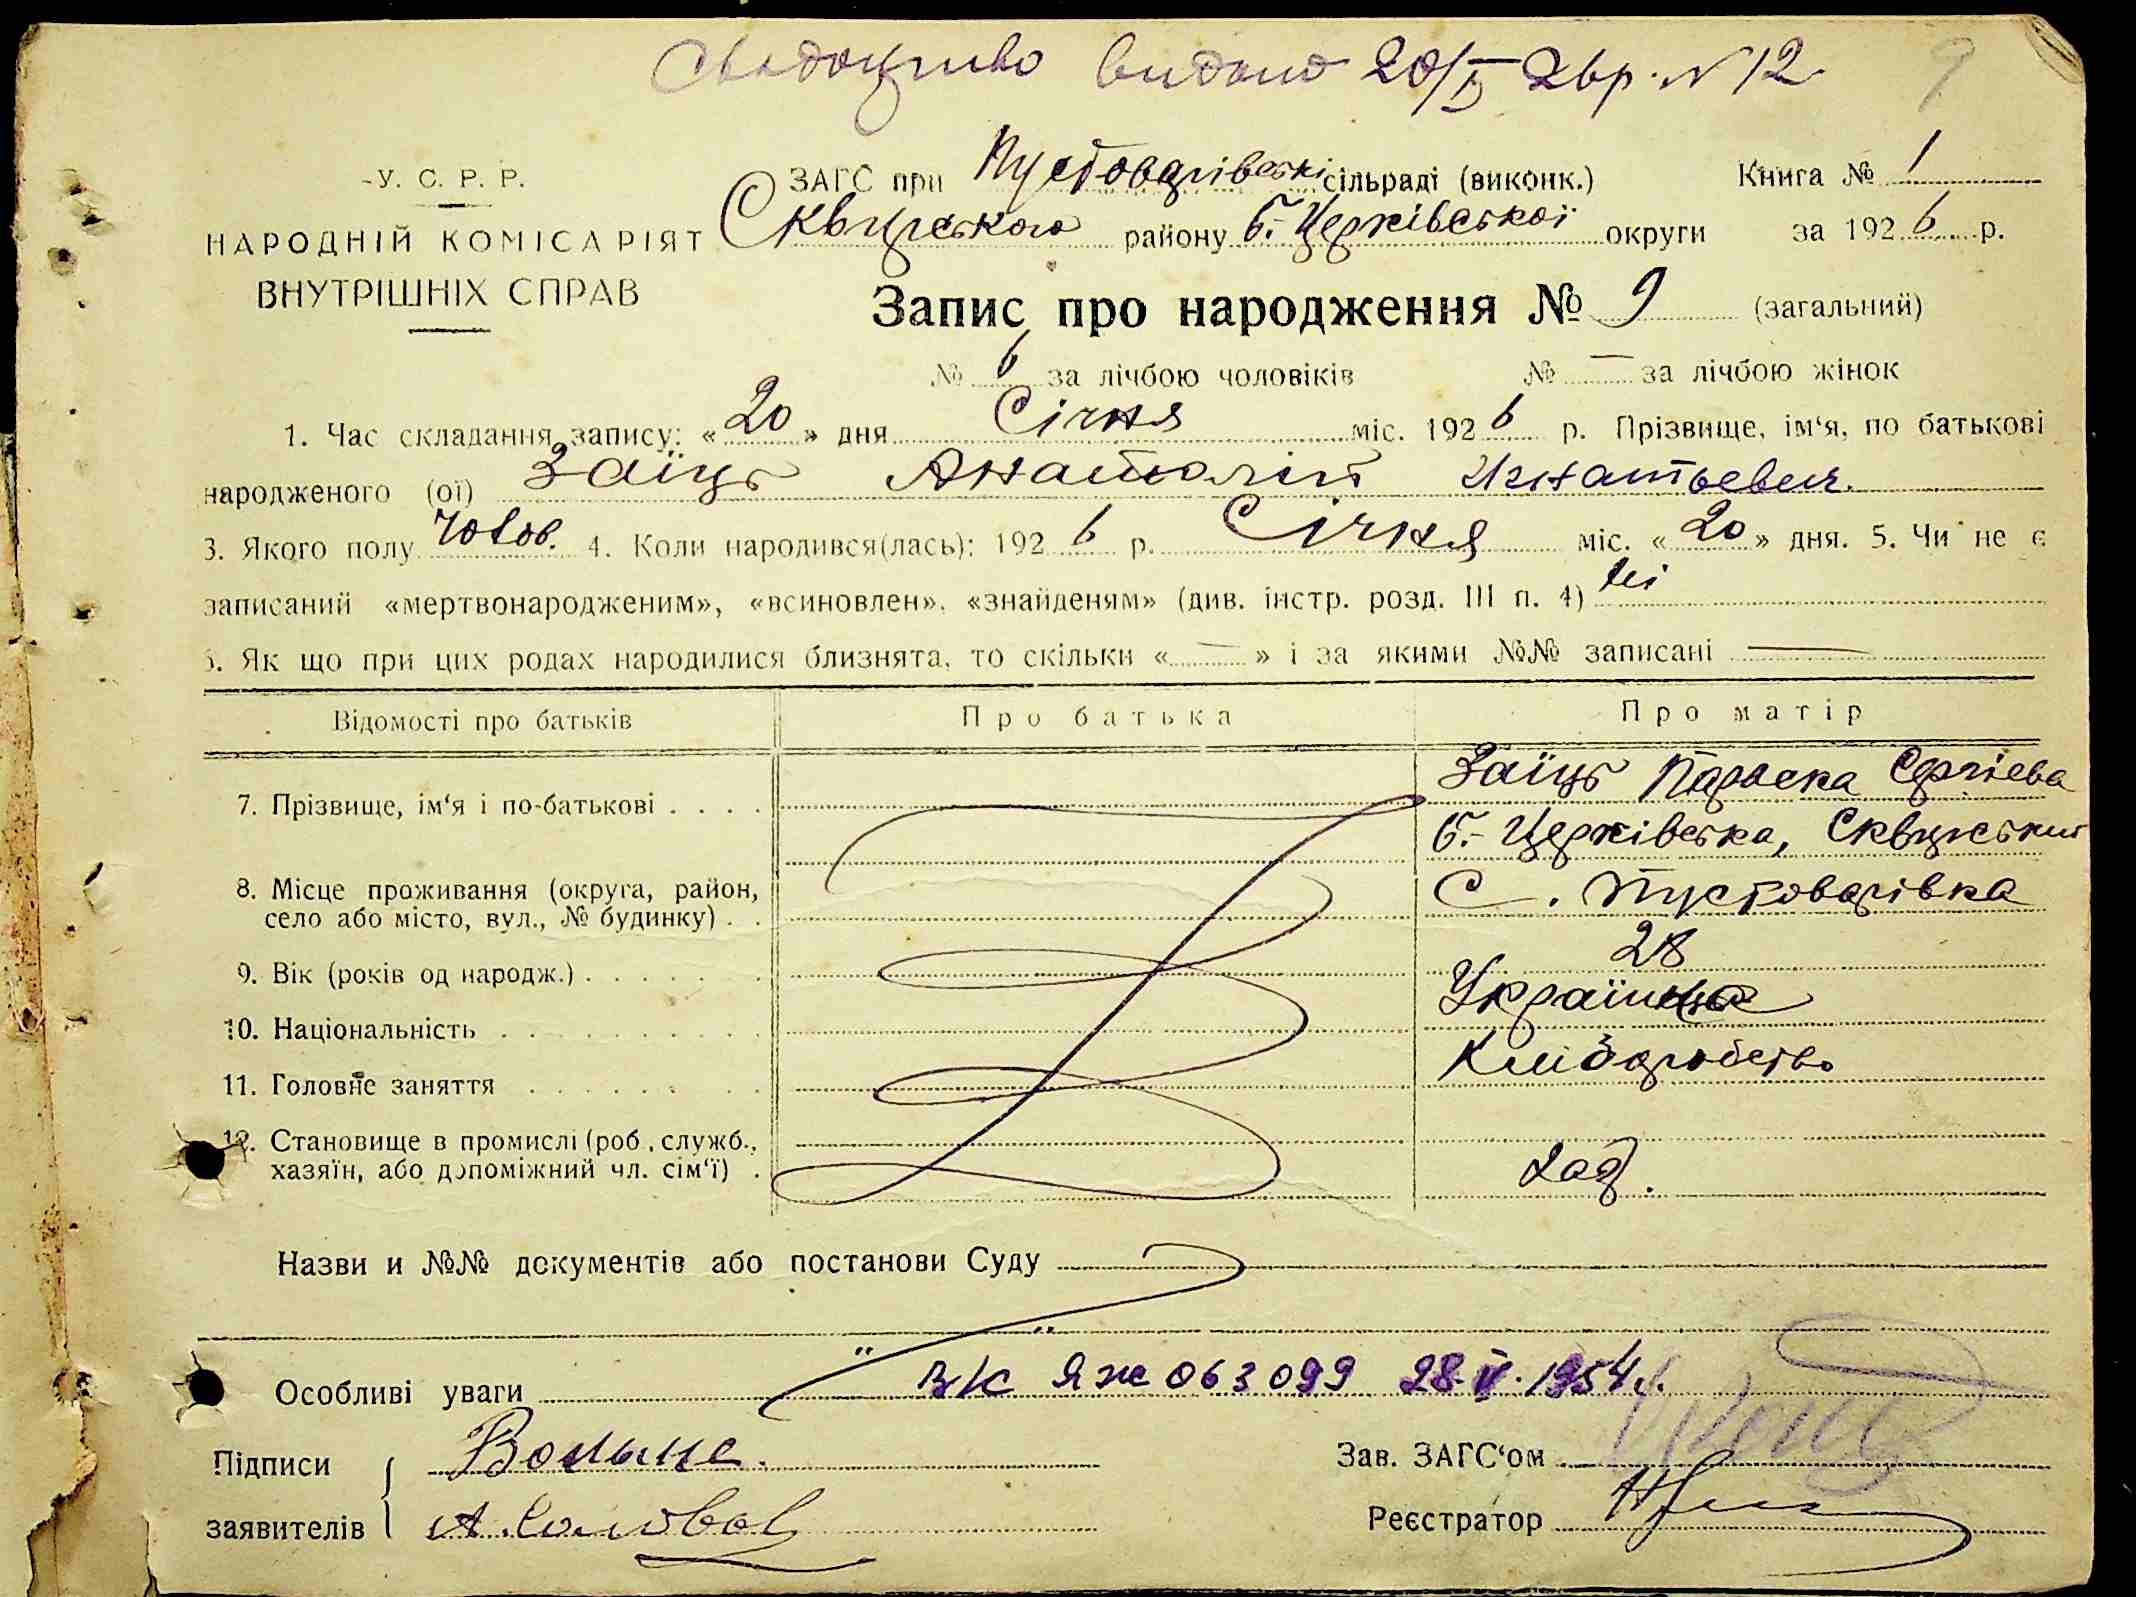 Свідоцтво видано 20/I 26р. N 12
9
У. С. Р. Р.
НАРОДНІЙ КОМІСАРІЯТ
ВНУТРІШНІХ СПРАВ
ЗАГС при Пустоварівській сільраді (виконк.) Книга № 1
Сквирського району Б.-Церківської округи за 1926 р.
Запис про народження № 9 (загальний)
№ 6 за лічбою чоловіків № — за лічбою жінок
1. Час складання запису: «20» дня Січня міс. 1926 р. Прізвище, ім'я, по батькові
народженого (ої) Заїць Анатолій Игнатьевич.
3. Якого полу чолов. 4. Коли народився(лась): 1926 р. Січня міс. «20» дня. 5. Чи не є
записаний «мертвонародженим», «всиновлен», «знайденям» (див. інстр. розд. III п. 4) Ні
6. Як що при цих родах народилися близнята, то скільки «—» і за якими №№ записані —
Відомості про батьків Про батька Про матір
7. Прізвище, ім'я і по-батькові Заїць Параска Сергієва
8. Місце проживання (округа, район, село або місто, вул., № будинку) Б.-Церківська, Сквирський
С. Пустоварівка
9. Вік (років од народж.) 28
10. Національність Українка
11. Головне заняття Хліборобство
12. Становище в промислі (роб., служб.,
хазяїн, або допоміжний чл. сім'ї) Хаз.
Назви и №№ документів або постанови Суду
Особливі уваги В/К ЯЖ 063099 28.V.1954 г.
Підписи
заявителів
Зав. ЗАГС'ом
Реєстратор